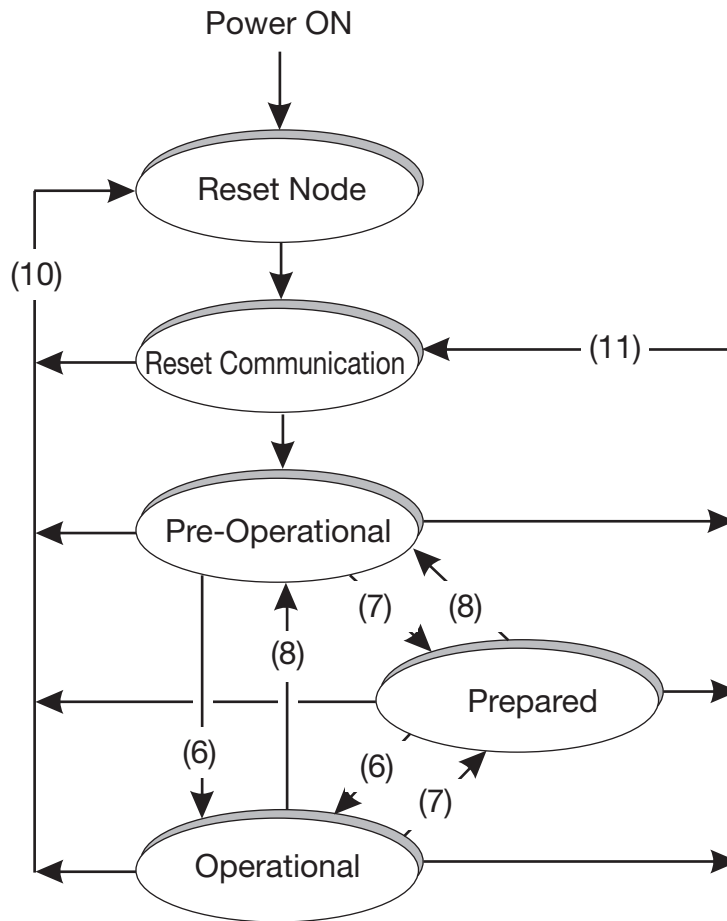 Power ON
Reset Node
(10)
Reset Communication
(11)
Pre-Operational
(7)
(8)
(8)
Prepared
(6)
(6)
(7)
Operational